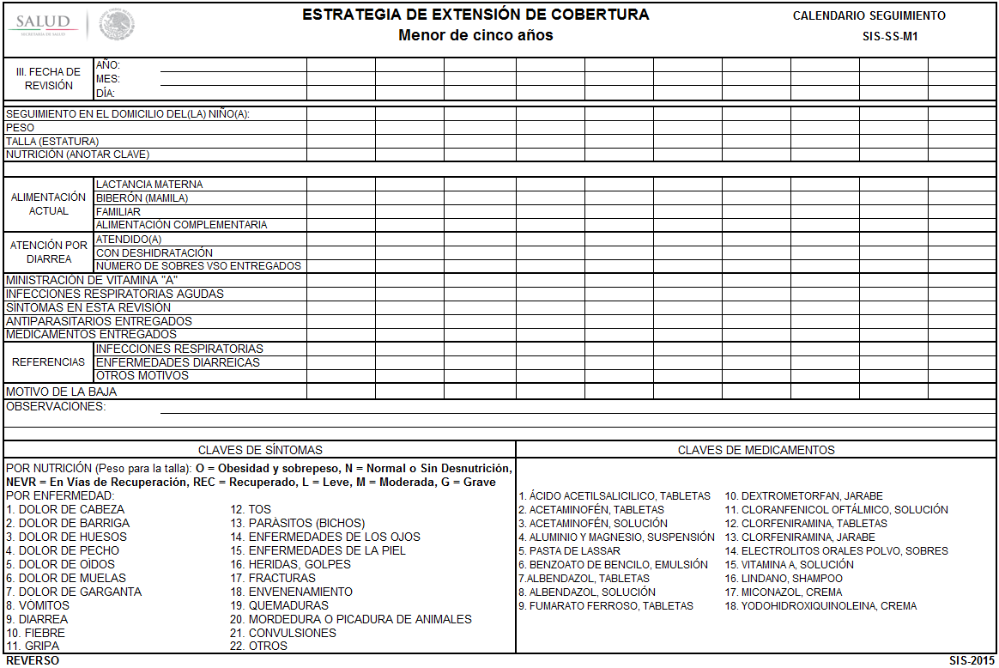 SALUD
SECRETARÍA DE SALUD
ESTRATEGIA DE EXTENSIÓN DE COBERTURA
Menor de cinco años
CALENDARIO SEGUIMIENTO
SIS-SS-M1
III. FECHA DE REVISIÓN
AÑO:
MES:
DÍA:
SEGUIMIENTO EN EL DOMICILIO DEL(LA) NIÑO(A):
PESO
TALLA (ESTATURA)
NUTRICIÓN (ANOTAR CLAVE)
ALIMENTACIÓN ACTUAL
LACTANCIA MATERNA
BIBERÓN (MAMILA)
FAMILIAR
ALIMENTACIÓN COMPLEMENTARIA
ATENCIÓN POR DIARREA
ATENDIDO(A)
CON DESHIDRATACIÓN
NÚMERO DE SOBRES VSO ENTREGADOS
MINISTRACIÓN DE VITAMINA "A"
INFECCIONES RESPIRATORIAS AGUDAS
SÍNTOMAS EN ESTA REVISIÓN
ANTIPARASITARIOS ENTREGADOS
MEDICAMENTOS ENTREGADOS
REFERENCIAS
INFECCIONES RESPIRATORIAS
ENFERMEDADES DIARREICAS
OTROS MOTIVOS
MOTIVO DE LA BAJA
OBSERVACIONES:
CLAVES DE SÍNTOMAS
POR NUTRICIÓN (Peso para la talla): O = Obesidad y sobrepeso, N = Normal o Sin Desnutrición,
NEVR = En Vías de Recuperación, REC = Recuperado, L = Leve, M = Moderada, G = Grave
POR ENFERMEDAD:
1. DOLOR DE CABEZA
2. DOLOR DE BARRIGA
3. DOLOR DE HUESOS
4. DOLOR DE PECHO
5. DOLOR DE OÍDOS
6. DOLOR DE MUELAS
7. DOLOR DE GARGANTA
8. VÓMITOS
9. DIARREA
10. FIEBRE
11. GRIPA
12. TOS
13. PARÁSITOS (BICHOS)
14. ENFERMEDADES DE LOS OJOS
15. ENFERMEDADES DE LA PIEL
16. HERIDAS, GOLPES
17. FRACTURAS
18. ENVENENAMIENTO
19. QUEMADURAS
20. MORDEDURA O PICADURA DE ANIMALES
21. CONVULSIONES
22. OTROS
CLAVES DE MEDICAMENTOS
1. ÁCIDO ACETILSALICILICO, TABLETAS
2. ACETAMINOFÉN, TABLETAS
3. ACETAMINOFÉN, SOLUCIÓN
4. ALUMINIO Y MAGNESIO, SUSPENSIÓN
5. PASTA DE LASSAR
6. BENZOATO DE BENCILO, EMULSIÓN
7.ALBENDAZOL, TABLETAS
8. ALBENDAZOL, SOLUCIÓN
9. FUMARATO FERROSO, TABLETAS
10. DEXTROMETORFAN, JARABE
11. CLORANFENICOL OFTÁLMICO, SOLUCIÓN
12. CLORFENIRAMINA, TABLETAS
13. CLORFENIRAMINA, JARABE
14. ELECTROLITOS ORALES POLVO, SOBRES
15. VITAMINA A, SOLUCIÓN
16. LINDANO, SHAMPOO
17. MICONAZOL, CREMA
18. YODOHIDROXIQUINOLEINA, CREMA
REVERSO
SIS-2015